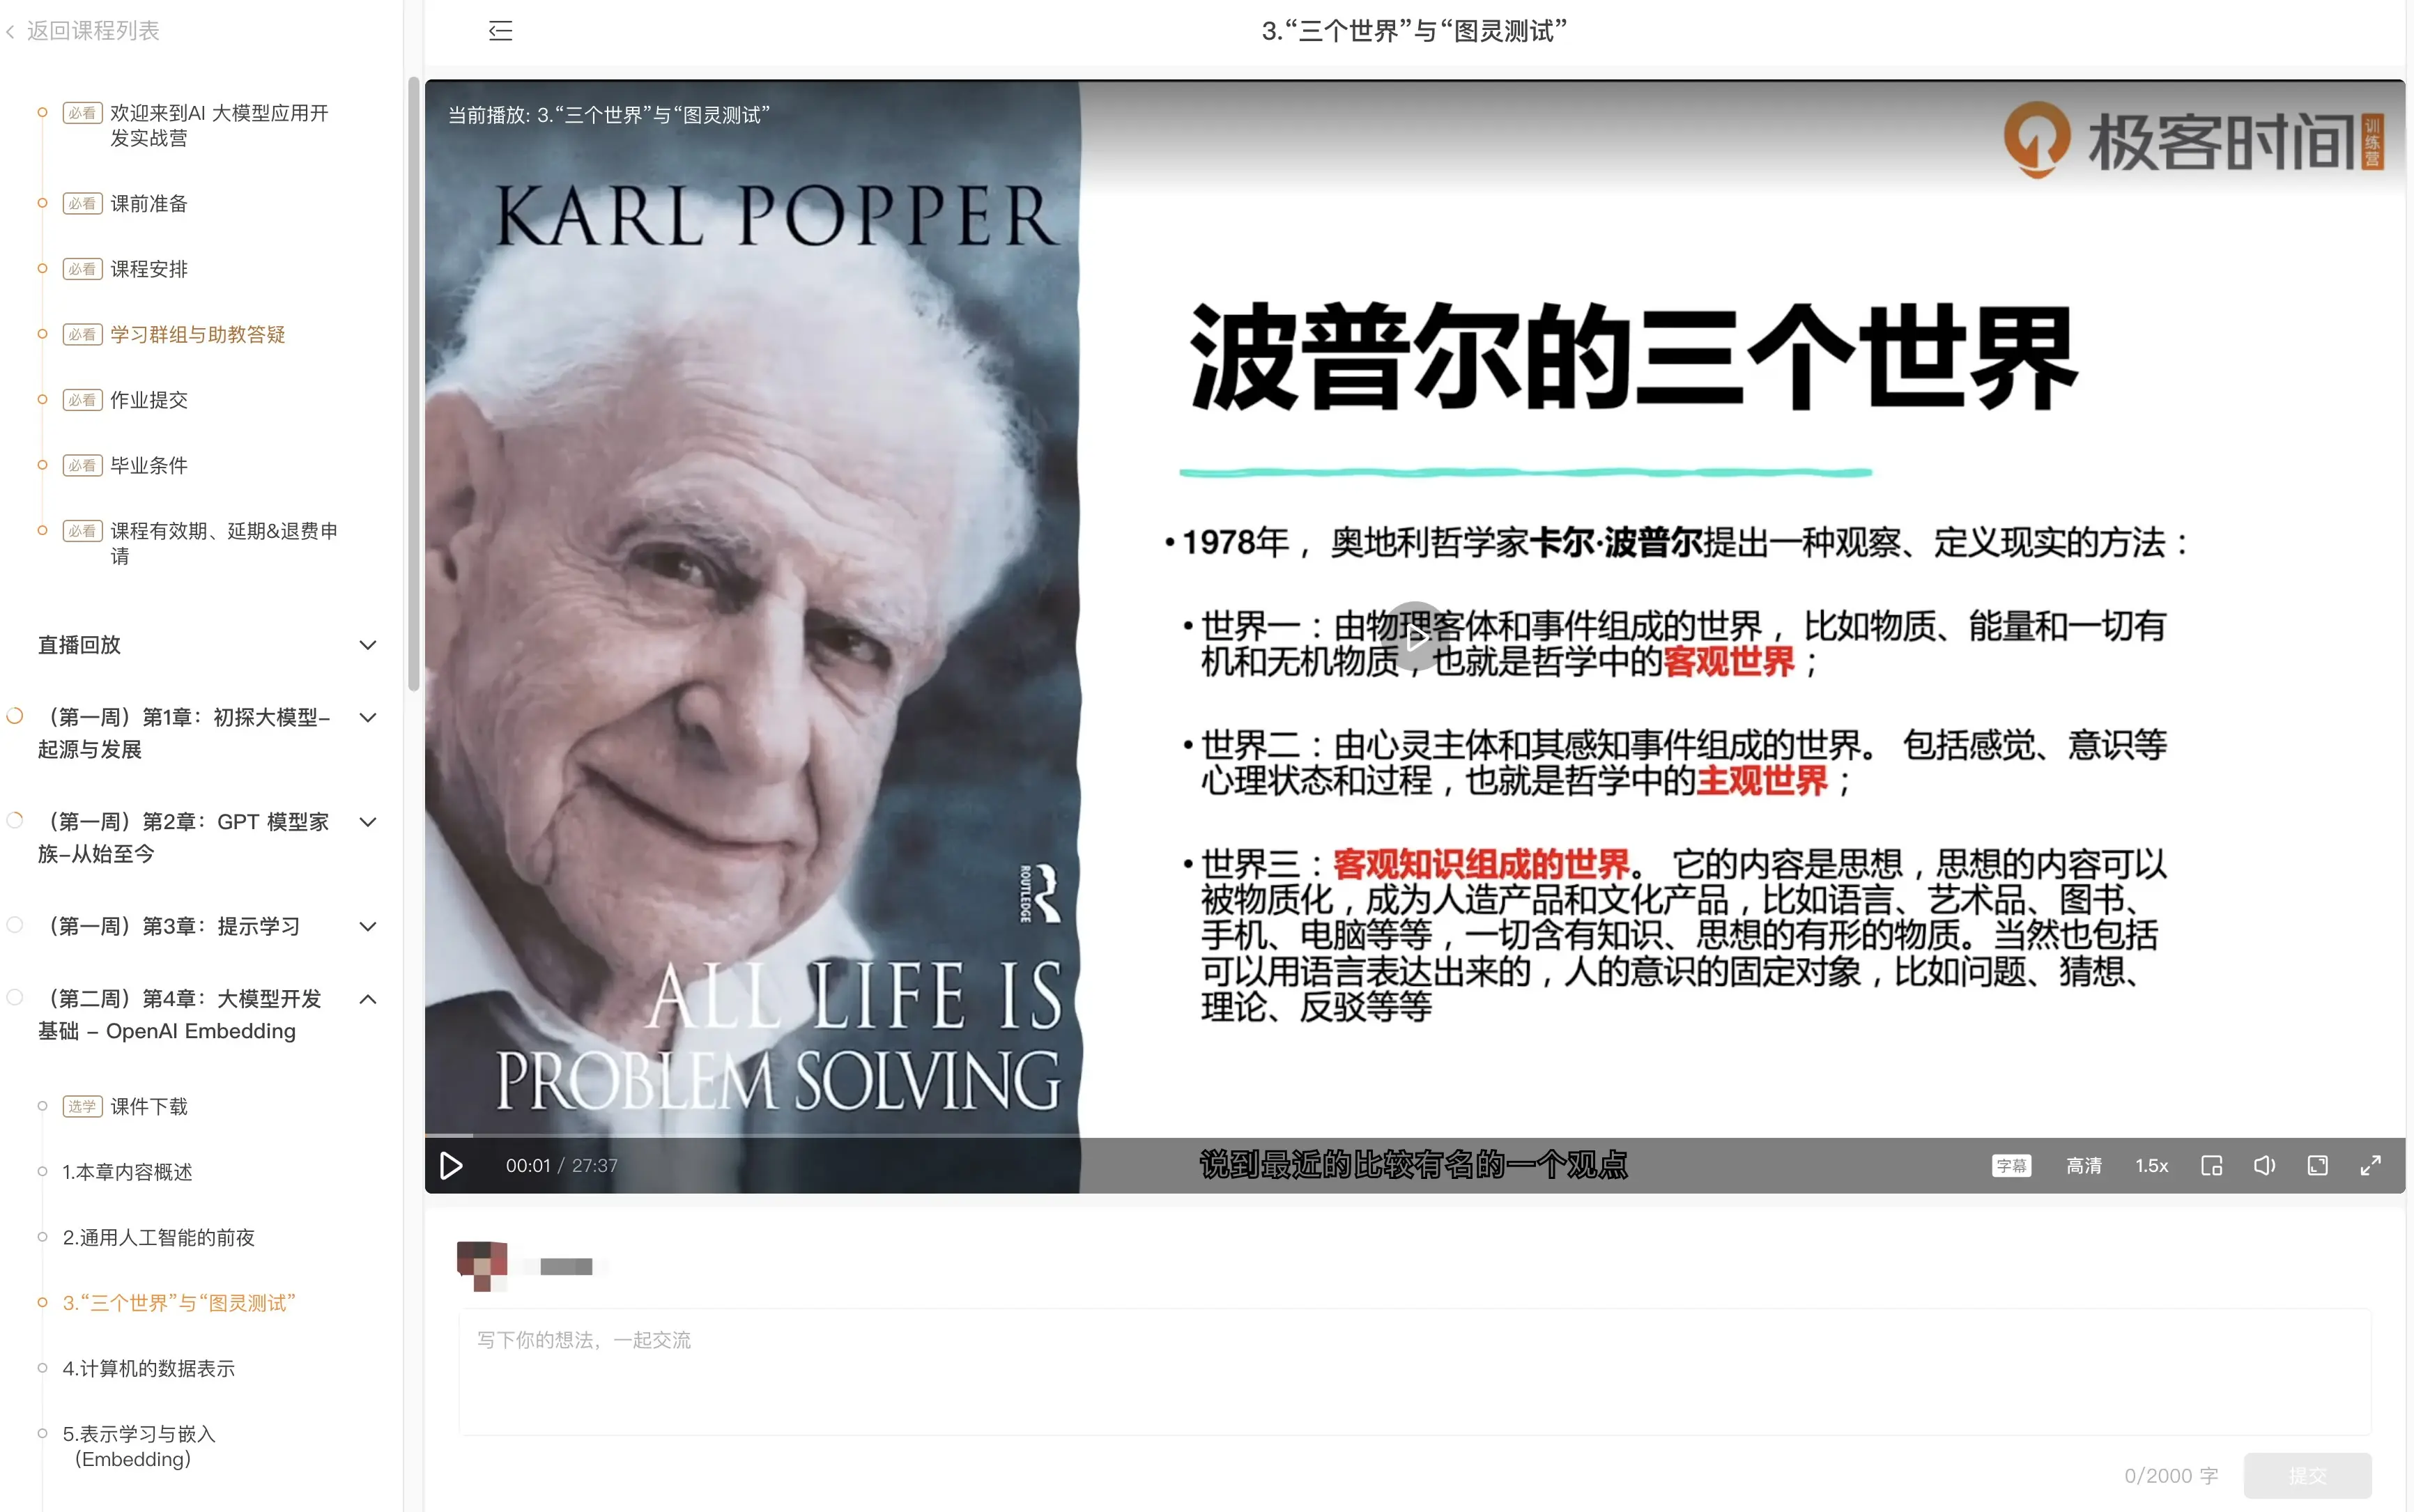 返回课程列表
必看 欢迎来到AI 大模型应用开
发实战营
必看 课前准备
必看 课程安排
必看 学习群组与助教答疑
必看 作业提交
必看 毕业条件
必看 课程有效期、延期&退费申
请
直播回放
（第一周）第1章：初探大模型–
起源与发展
（第一周）第2章：GPT 模型家
族–从始至今
（第一周）第3章：提示学习
（第二周）第4章：大模型开发
基础 – OpenAI Embedding
选学 课件下载
1.本章内容概述
2.通用人工智能的前夜
3.“三个世界”与“图灵测试”
4.计算机的数据表示
5.表示学习与嵌入
（Embedding）
3.“三个世界”与“图灵测试”
当前播放: 3.“三个世界”与“图灵测试”
极客时间 训练营
KARL POPPER
ROUTLEDGE
ALL LIFE IS
PROBLEM SOLVING
波普尔的三个世界
•1978年， 奥地利哲学家卡尔·波普尔提出一种观察、定义现实的方法：
•世界一：由物理客体和事件组成的世界， 比如物质、能量和一切有
机和无机物质，也就是哲学中的客观世界；
•世界二：由心灵主体和其感知事件组成的世界。 包括感觉、意识等
心理状态和过程，也就是哲学中的主观世界；
•世界三：客观知识组成的世界。 它的内容是思想，思想的内容可以
被物质化，成为人造产品和文化产品，比如语言、艺术品、图书、
手机、电脑等等，一切含有知识、思想的有形的物质。当然也包括
可以用语言表达出来的，人的意识的固定对象，比如问题、猜想、
理论、反驳等等
00:01 / 27:37
说到最近的比较有名的一个观点
字幕 高清 1.5x
写下你的想法，一起交流
0/2000 字
提交